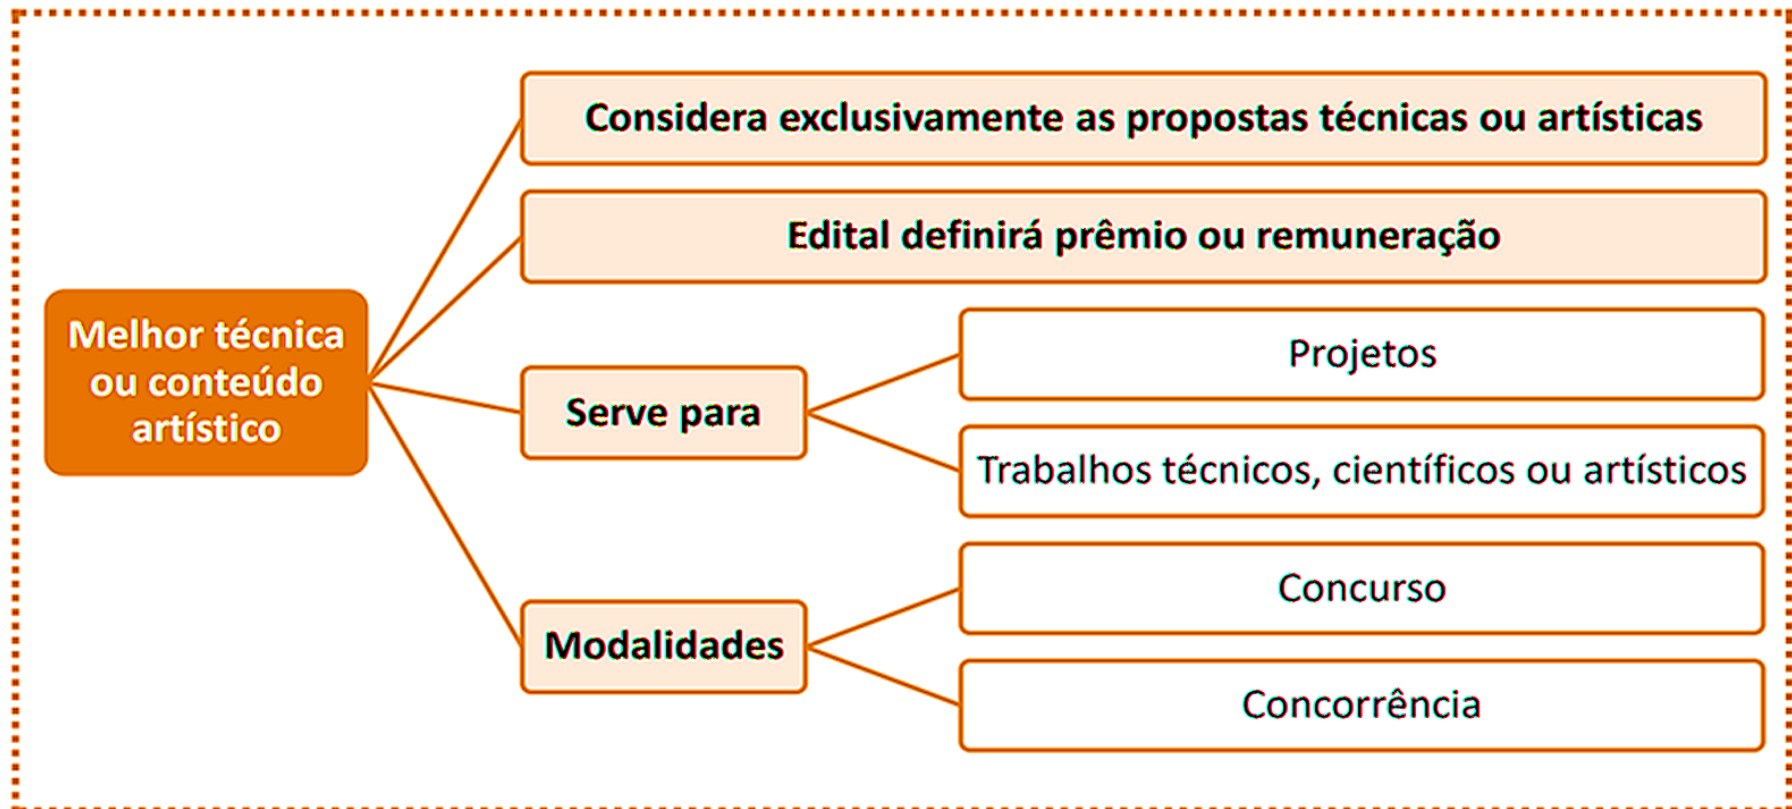 Considera exclusivamente as propostas técnicas ou artísticas
Edital definirá prêmio ou remuneração
Melhor técnica
ou conteúdo
artístico
Serve para
Projetos
Trabalhos técnicos, científicos ou artísticos
Modalidades
Concurso
Concorrência